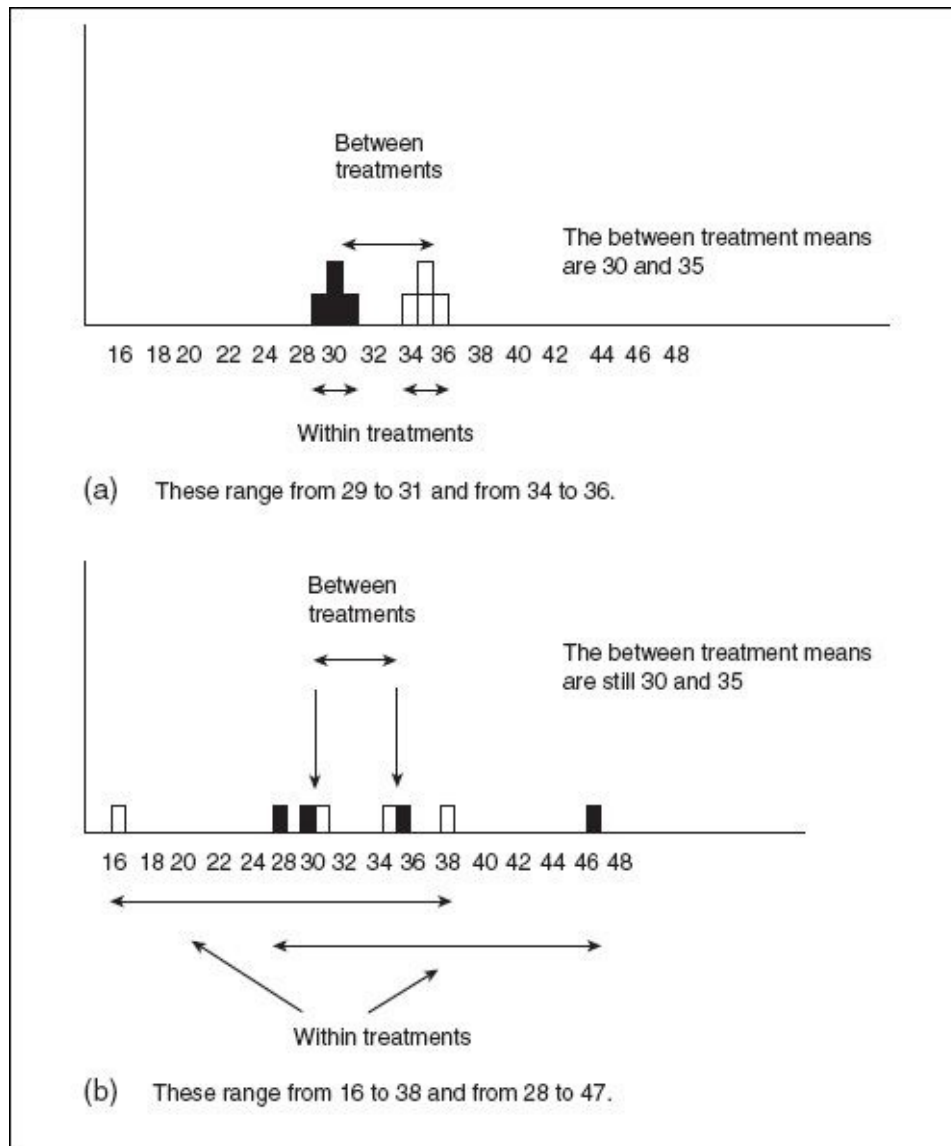 Between
treatments
The between treatment means
are 30 and 35
16 18 20 22 24 28 30 32 34 36 38 40 42 44 46 48
Within treatments
(a) These range from 29 to 31 and from 34 to 36.
Between
treatments
The between treatment means
are still 30 and 35
16 18 20 22 24 28 30 32 34 36 38 40 42 44 46 48
Within treatments
(b) These range from 16 to 38 and from 28 to 47.